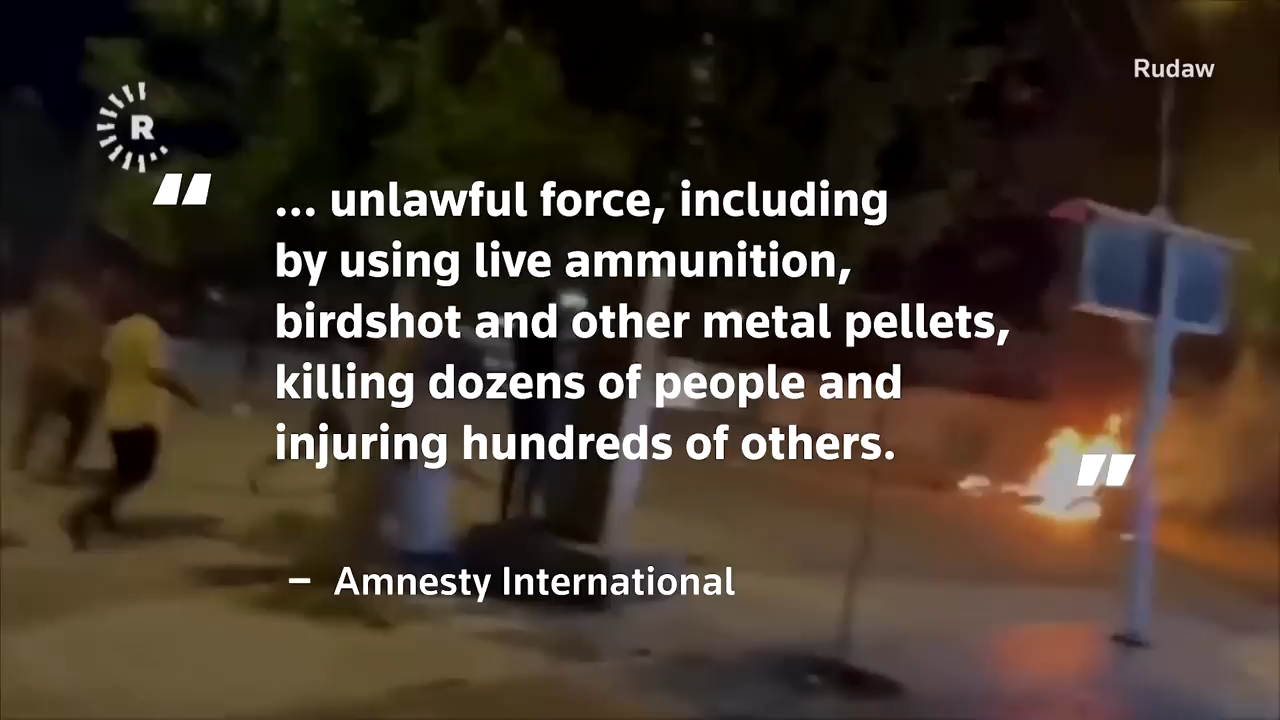 Rudaw
R
“
... unlawful force, including
by using live ammunition,
birdshot and other metal pellets,
killing dozens of people and
injuring hundreds of others.
”
– Amnesty International